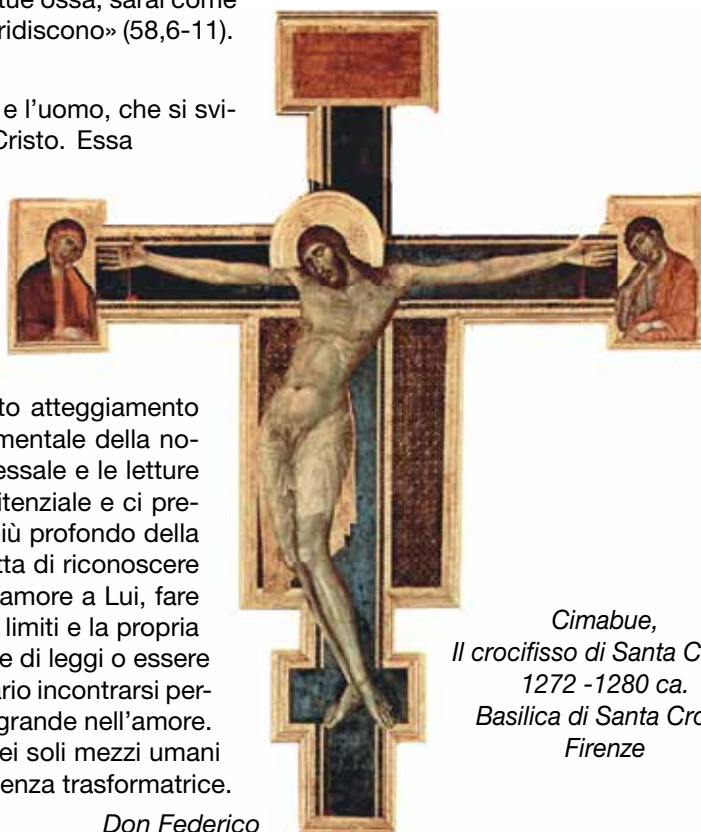 tue ossa, sarai come
ridiscono» (58,6-11).
e l’uomo, che si svi-
Cristo. Essa
to atteggiamento
mentale della no-
essale e le letture
itenziale e ci pre-
più profondo della
tta di riconoscere
amore a Lui, fare
limiti e la propria
e di leggi o essere
ario incontrarsi per-
grande nell’amore.
ei soli mezzi umani
enza trasformatrice.
Don Federico
Cimabue,
Il crocifisso di Santa C
1272 -1280 ca.
Basilica di Santa Cro
Firenze